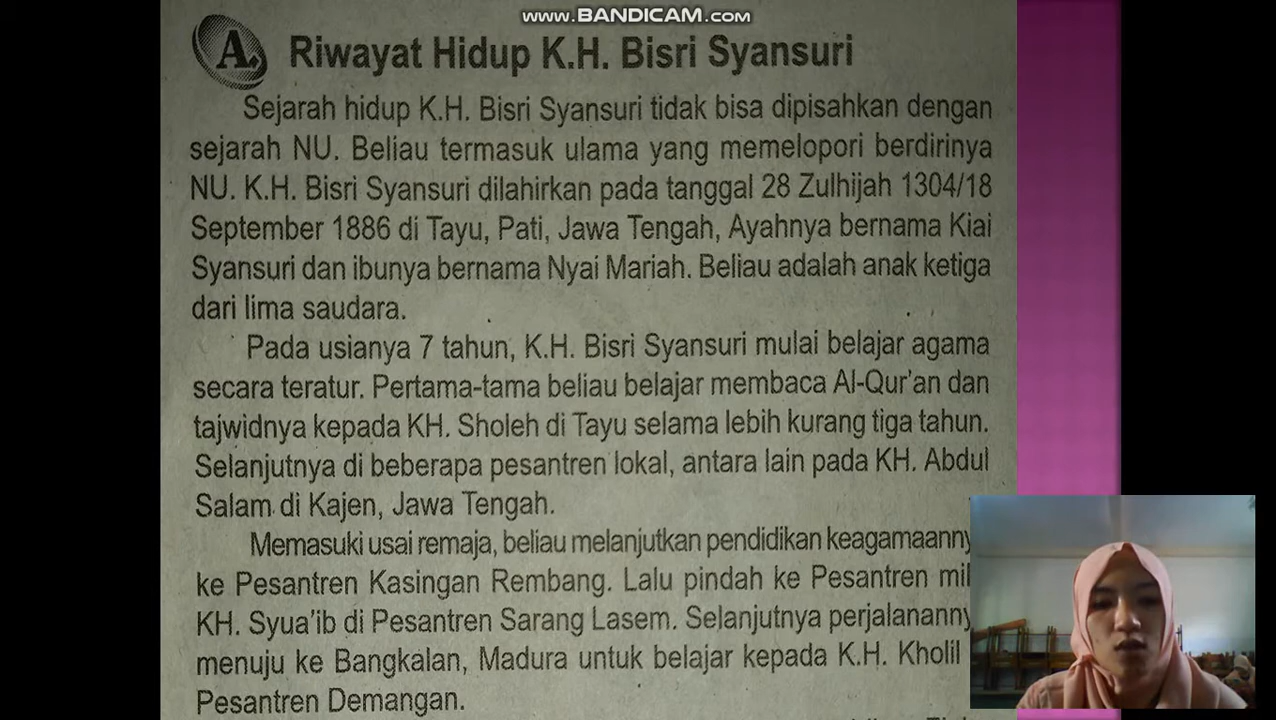 www.BANDICAM.com
A. Riwayat Hidup K.H. Bisri Syansuri
Sejarah hidup K.H. Bisri Syansuri tidak bisa dipisahkan dengan
sejarah NU. Beliau termasuk ulama yang memelopori berdirinya
NU. K.H. Bisri Syansuri dilahirkan pada tanggal 28 Zulhijah 1304/18
September 1886 di Tayu, Pati, Jawa Tengah, Ayahnya bernama Kiai
Syansuri dan ibunya bernama Nyai Mariah. Beliau adalah anak ketiga
dari lima saudara.
Pada usianya 7 tahun, K.H. Bisri Syansuri mulai belajar agama
secara teratur. Pertama-tama beliau belajar membaca Al-Qur'an dan
tajwidnya kepada KH. Sholeh di Tayu selama lebih kurang tiga tahun.
Selanjutnya di beberapa pesantren lokal, antara lain pada KH. Abdul
Salam di Kajen, Jawa Tengah.
Memasuki usai remaja, beliau melanjutkan pendidikan keagamaanny
ke Pesantren Kasingan Rembang. Lalu pindah ke Pesantren mil
KH. Syua'ib di Pesantren Sarang Lasem. Selanjutnya perjalananny
menuju ke Bangkalan, Madura untuk belajar kepada K.H. Kholil
Pesantren Demangan.